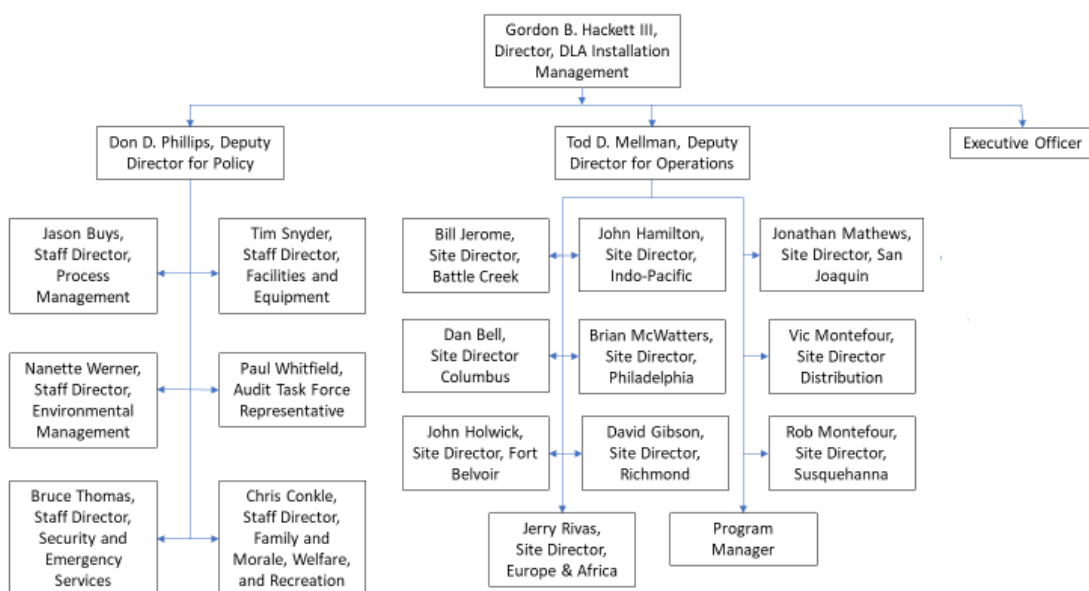 Gordon B. Hackett III,
Director, DLA Installation
Management
Don D. Phillips, Deputy
Director for Policy
Tod D. Mellman, Deputy
Director for Operations
Executive Officer
Jason Buys,
Staff Director,
Process
Management
Tim Snyder,
Staff Director,
Facilities and
Equipment
Bill Jerome,
Site Director,
Battle Creek
John Hamilton,
Site Director,
Indo-Pacific
Jonathan Mathews,
Site Director, San
Joaquin
Nanette Werner,
Staff Director,
Environmental
Management
Paul Whitfield,
Audit Task Force
Representative
Dan Bell,
Site Director
Columbus
Brian McWatters,
Site Director,
Philadelphia
Vic Montefour,
Site Director
Distribution
John Holwick,
Site Director, Fort
Belvoir
David Gibson,
Site Director,
Richmond
Rob Montefour,
Site Director,
Susquehanna
Bruce Thomas,
Staff Director,
Security and
Emergency
Services
Chris Conkle,
Staff Director,
Family and
Morale, Welfare,
and Recreation
Jerry Rivas,
Site Director,
Europe & Africa
Program
Manager